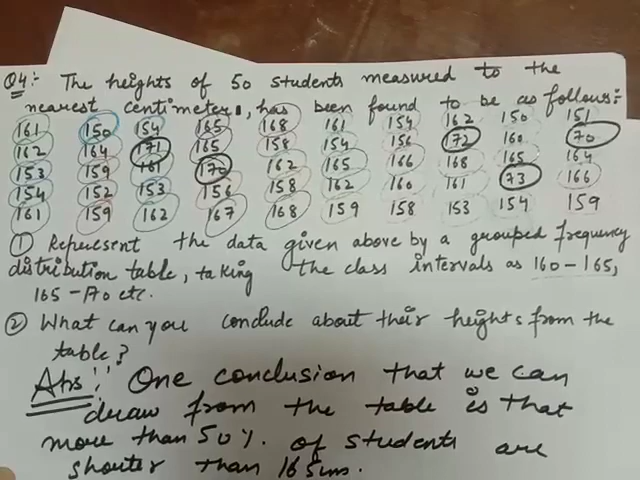 Q4:- The heights of 50 students measured to the
nearest centimeter, has been found to be as follows:-
161 150 154 165 168 161 154 162 150 151
162 164 171 165 158 154 156 172 160 70
153 159 161 170 162 165 166 168 165 164
154 152 153 156 158 162 160 161 73 166
161 159 162 167 168 159 158 153 154 159
① Represent the data given above by a grouped frequency
distribution table, taking the class intervals as 160-165,
165-170 etc.
② What can you conclude about their heights from the
table?
Ans!! One conclusion that we can
draw from the table is that
more than 50% of students are
shorter than 165cms.